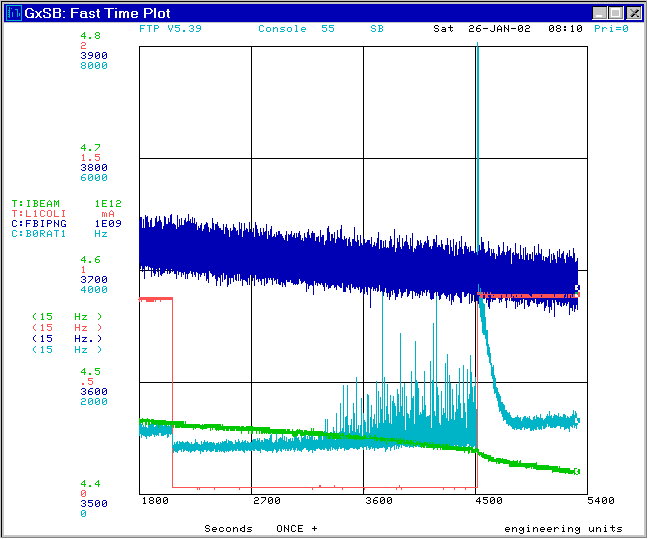 GxSB: Fast Time Plot
FTP V5.39 Console 55 SB Sat 26-JAN-02 08:10 Pri=0
4.8
2
3900
8000
4.7
1.5
3800
6000
T:IBEAM 1E12
T:L1COLI mA
C:FBIPNG 1E09
C:B0RAT1 Hz
4.6
1
3700
4000
(15 Hz )
(15 Hz )
(15 Hz.)
(15 Hz )
4.5
.5
3600
2000
4.4
0
3500
0
1800 2700 3600 4500 5400
Seconds ONCE + engineering units